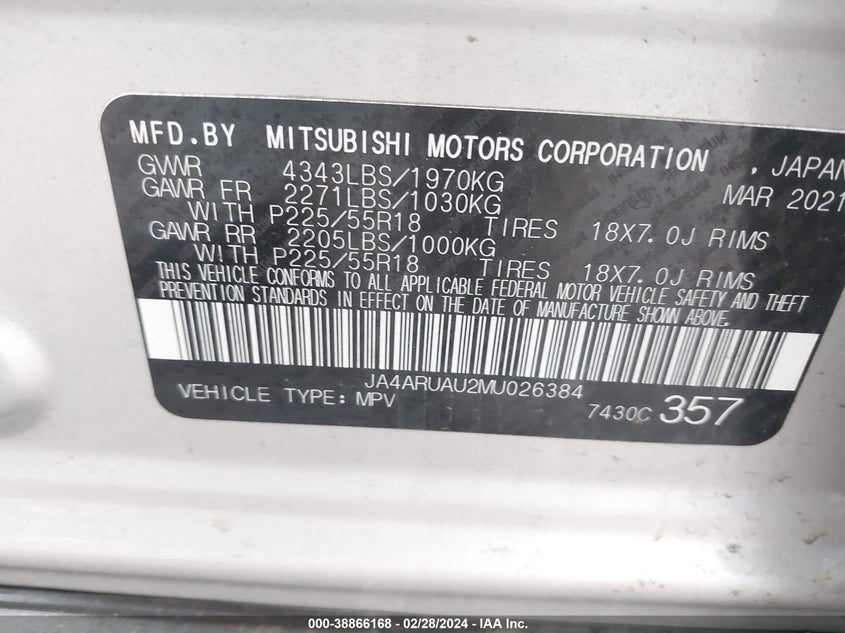 MFD.BY MITSUBISHI MOTORS CORPORATION , JAPAN
GVWR 4343LBS/1970KG MAR 2021
GAWR FR 2271LBS/1030KG
WITH P225/55R18 TIRES 18X7.0J RIMS
GAWR RR 2205LBS/1000KG
WITH P225/55R18 TIRES 18X7.0J RIMS
THIS VEHICLE CONFORMS TO ALL APPLICABLE FEDERAL MOTOR VEHICLE SAFETY AND THEFT
PREVENTION STANDARDS IN EFFECT ON THE DATE OF MANUFACTURE SHOWN ABOVE.
JA4ARUAU2MU026384
VEHICLE TYPE: MPV 7430C 357
000-38866168 - 02/28/2024 - IAA Inc.